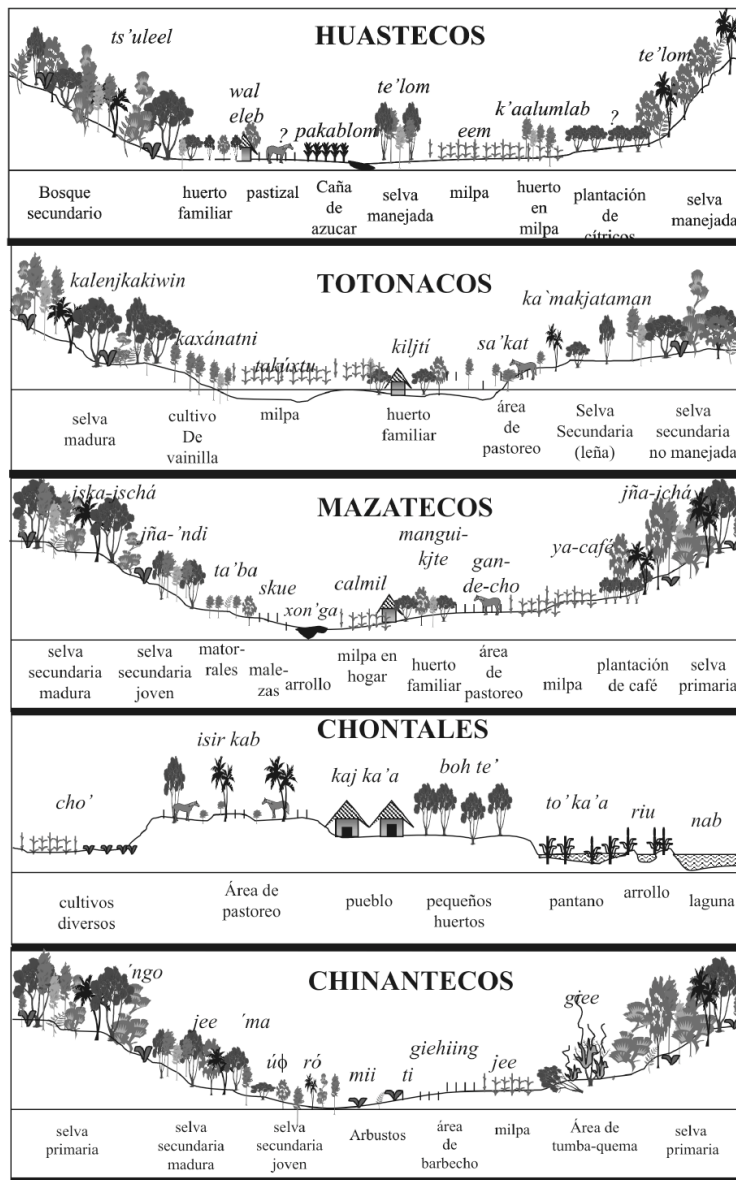 HUASTECOS
ts’uleel
wal
eleb
?
pakablom
te’lom
eem
k’aalumlab
?
te’lom
Bosque
secundario
huerto
familiar
pastizal
Caña
de
azucar
selva
manejada
milpa
huerto
en
milpa
plantación
de
cítricos
selva
manejada
TOTONACOS
kalenjkakiwin
kaxánatni
takúxtu
kiljtí
sa’kat
ka`makjataman
selva
madura
cultivo
De
vainilla
milpa
huerto
familiar
área
de
pastoreo
Selva
Secundaria
(leña)
selva
secundaria
no manejada
MAZATECOS
jska-jschá
jña-’ndi
ta’ba
skue
xon’ga
calmil
mangui-
kjte
gan-
de-cho
ya-café
jña-jchá
selva
secundaria
madura
selva
secundaria
joven
mator-
rales
male-
zas
arrollo
milpa en
hogar
huerto
familiar
área
de
pastoreo
milpa
plantación
de café
selva
primaria
CHONTALES
cho’
isir kab
kaj ka’a
boh te’
to’ ka’a
riu
nab
cultivos
diversos
Área de
pastoreo
pueblo
pequeños
huertos
pantano
arrollo
laguna
CHINANTECOS
´ngo
jee ´ma
úɸ ró
mii
ti
giehiing
jee
giee
selva
primaria
selva
secundaria
madura
selva
secundaria
joven
Arbustos
área
de
barbecho
milpa
Área de
tumba-quema
selva
primaria